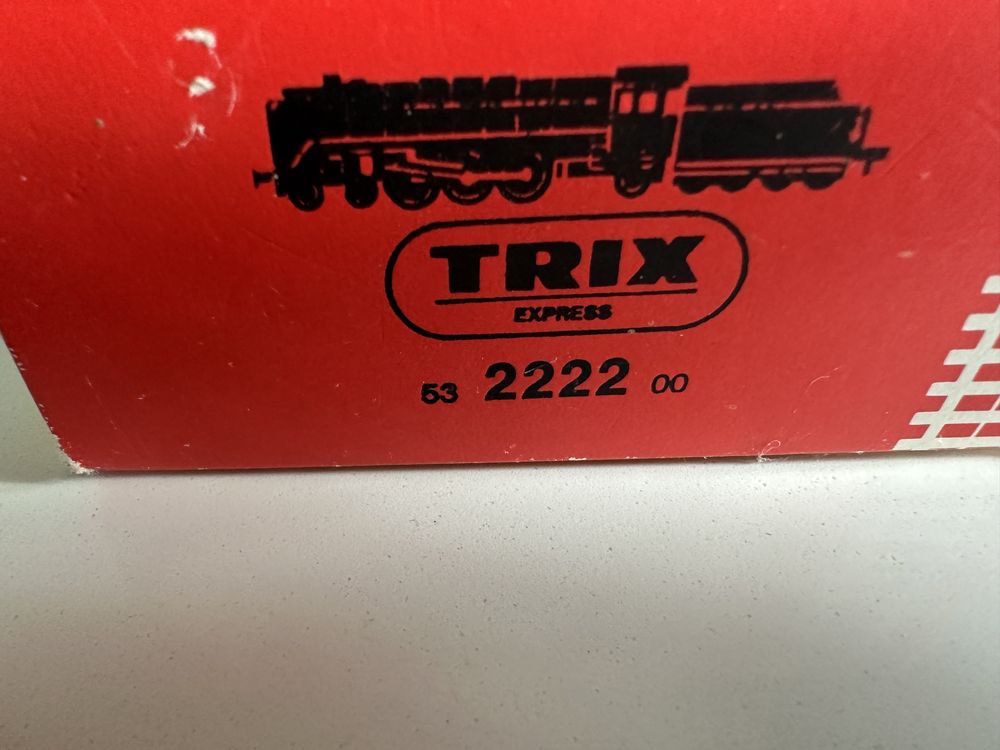 TRIX
EXPRESS
53 2222 00